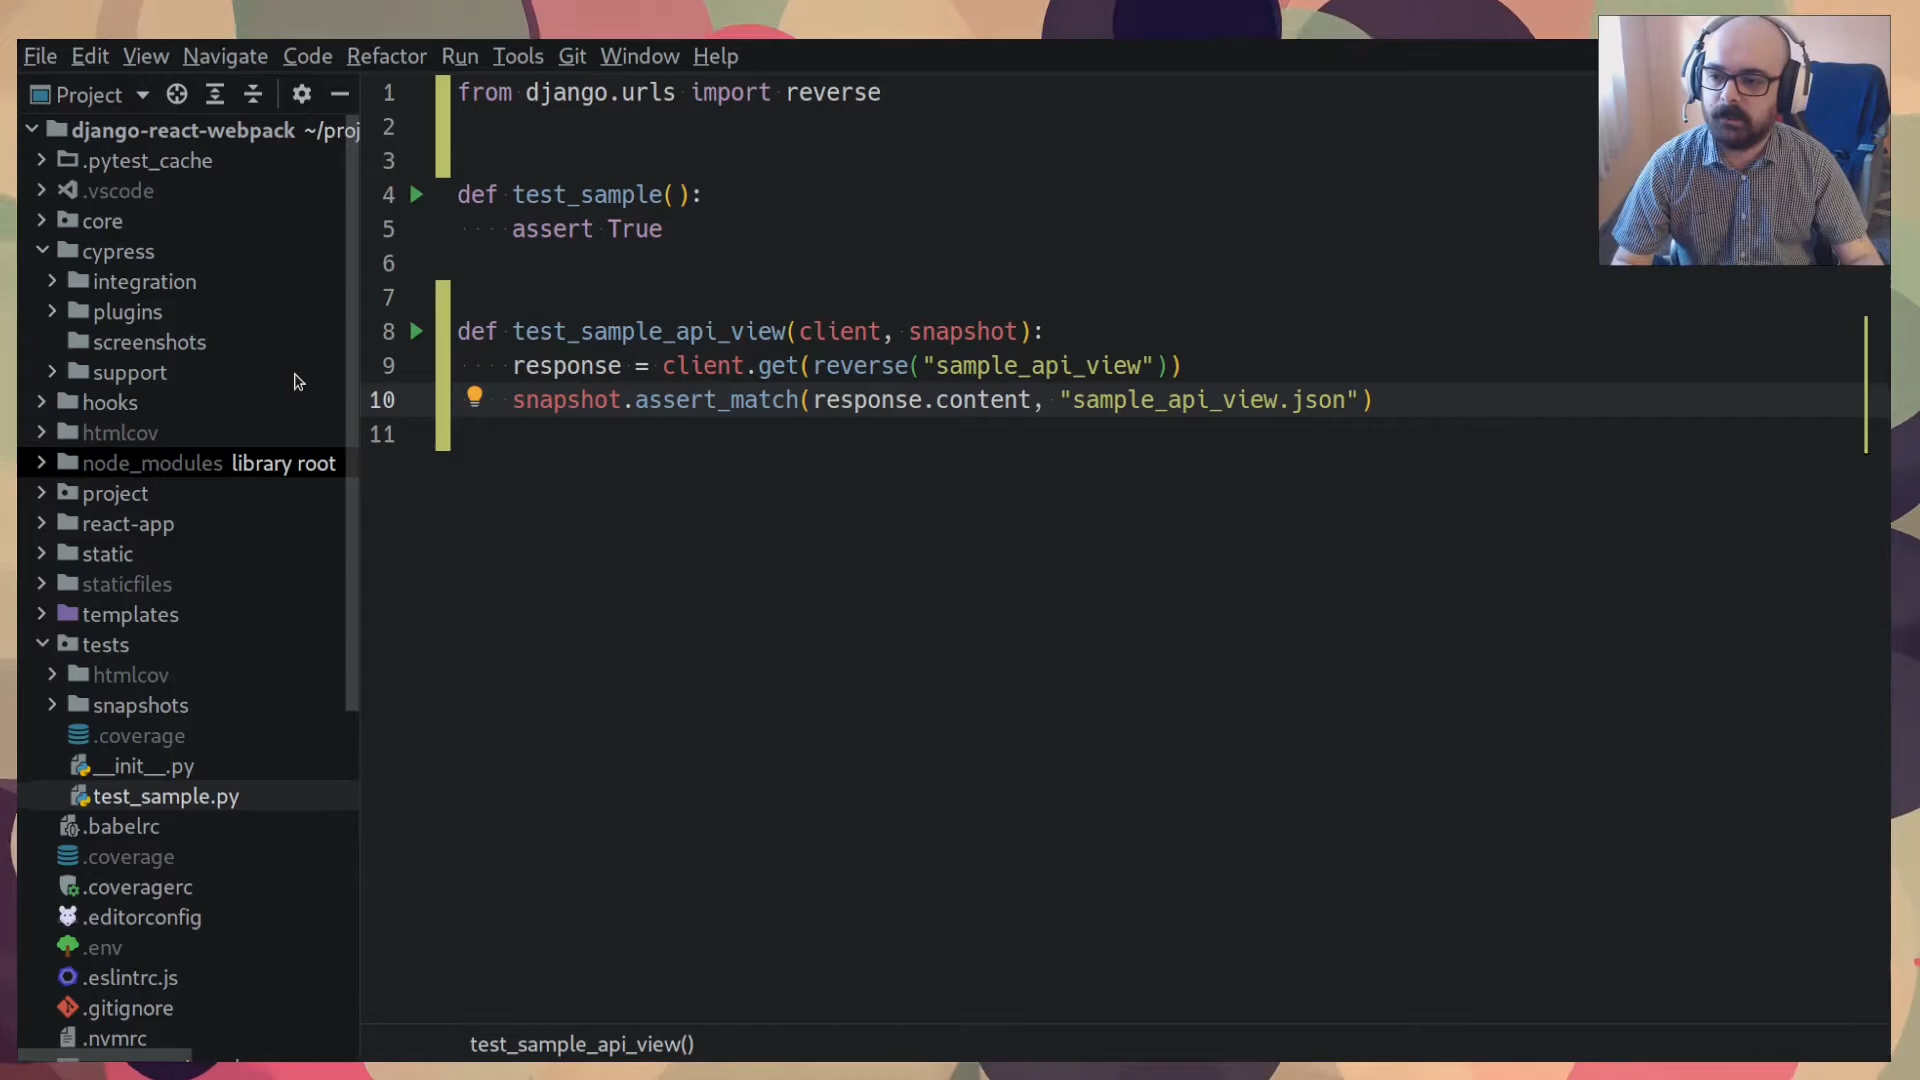 File Edit View Navigate Code Refactor Run Tools Git Window Help
Project
django-react-webpack ~/proj
.pytest_cache
.vscode
core
cypress
integration
plugins
screenshots
support
hooks
htmlcov
node_modules library root
project
react-app
static
staticfiles
templates
tests
htmlcov
snapshots
.coverage
__init__.py
test_sample.py
.babelrc
.coverage
.coveragerc
.editorconfig
.env
.eslintrc.js
.gitignore
.nvmrc
1 from django.urls import reverse
2
3
4 def test_sample():
5 assert True
6
7
8 def test_sample_api_view(client, snapshot):
9 response = client.get(reverse("sample_api_view"))
10 snapshot.assert_match(response.content, "sample_api_view.json")
11
test_sample_api_view()